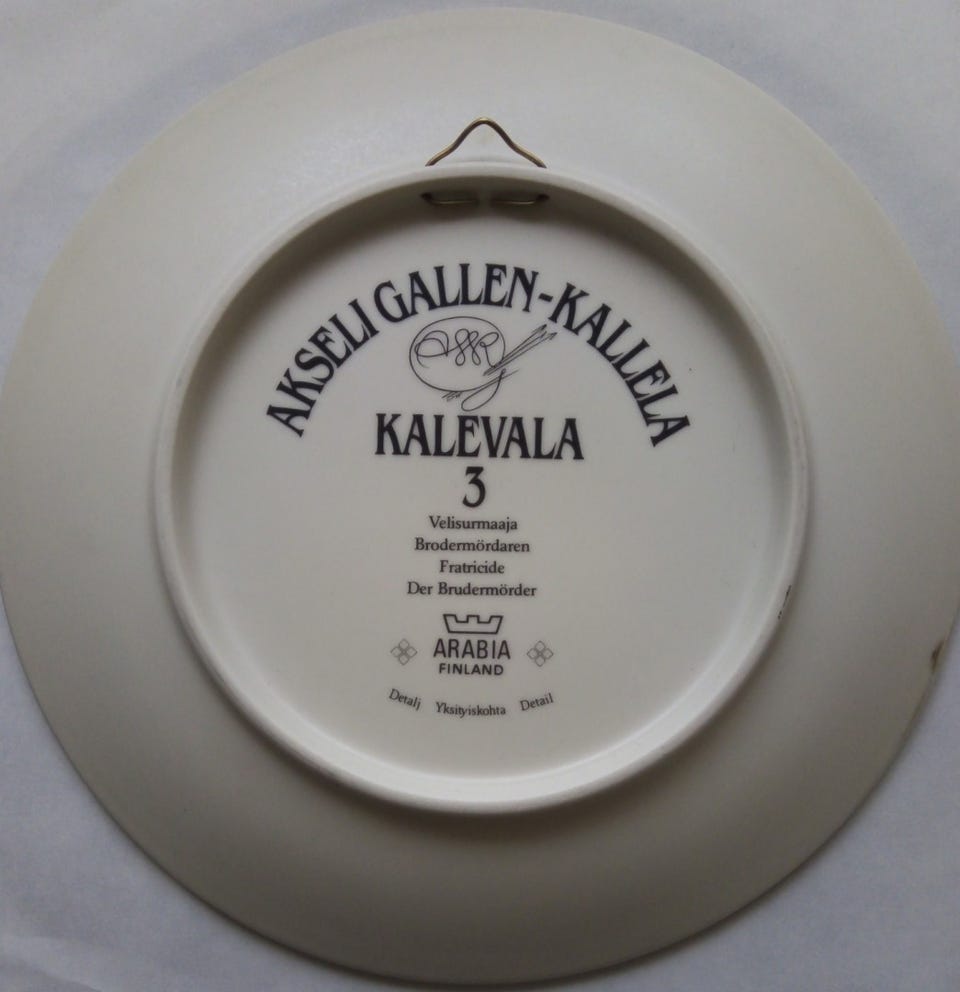 AKSELI GALLEN-KALLELA
KALEVALA
3
Velisurmaaja
Brodermördaren
Fratricide
Der Brudermörder
ARABIA
FINLAND
Detalj Yksityiskohta Detail